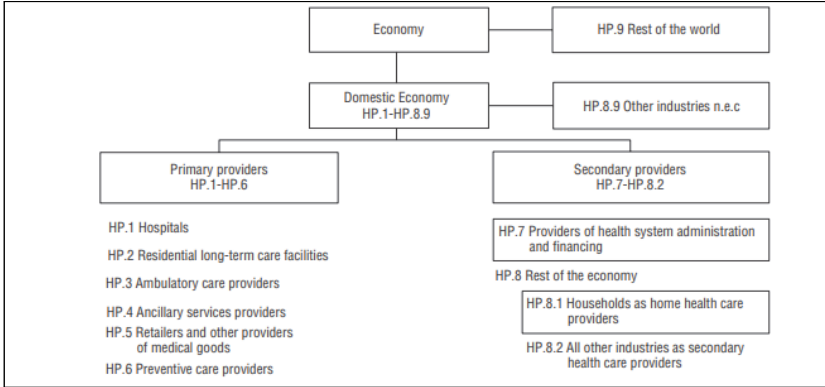 Economy
HP.9 Rest of the world
Domestic Economy
HP.1-HP.8.9
HP.8.9 Other industries n.e.c
Primary providers
HP.1-HP.6
Secondary providers
HP.7-HP.8.2
HP.1 Hospitals
HP.2 Residential long-term care facilities
HP.3 Ambulatory care providers
HP.4 Ancillary services providers
HP.5 Retailers and other providers
of medical goods
HP.6 Preventive care providers
HP.7 Providers of health system administration
and financing
HP.8 Rest of the economy
HP.8.1 Households as home health care
providers
HP.8.2 All other industries as secondary
health care providers